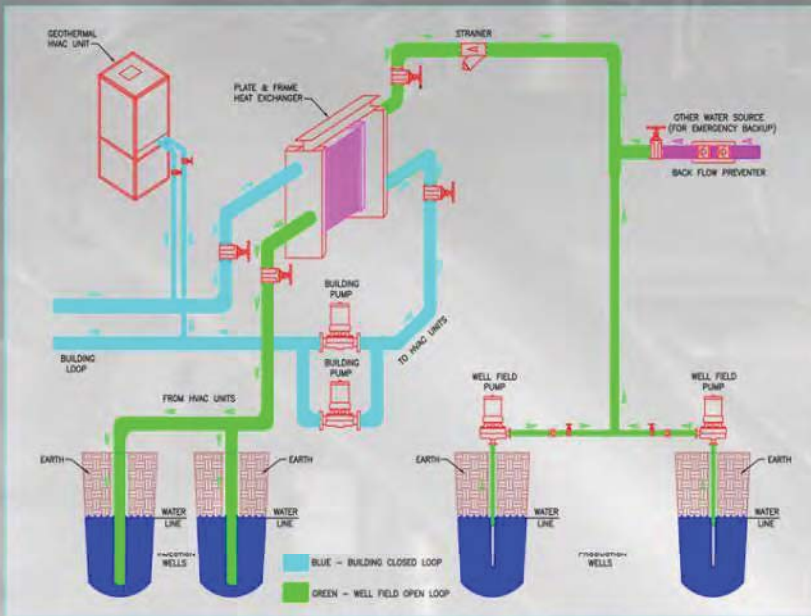 GEOTHERMAL
HVAC UNIT
STRAINER
PLATE & FRAME
HEAT EXCHANGER
OTHER WATER SOURCE
(FOR EMERGENCY BACKUP)
BACK FLOW PREVENTER
BUILDING
PUMP
BUILDING
LOOP
BUILDING
PUMP
TO HVAC UNITS
WELL FIELD
PUMP
WELL FIELD
PUMP
FROM HVAC UNITS
EARTH
EARTH
EARTH
EARTH
WATER
LINE
WATER
LINE
WATER
LINE
WATER
LINE
WELLS
WELLS
BLUE – BUILDING CLOSED LOOP
GREEN – WELL FIELD OPEN LOOP